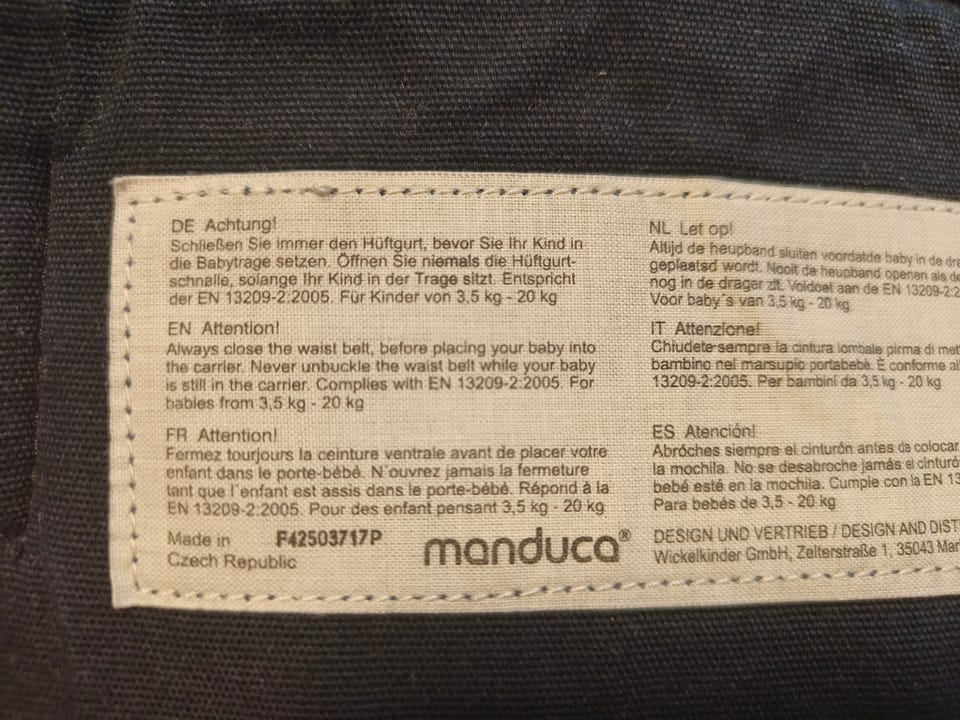 DE Achtung!
Schließen Sie immer den Hüftgurt, bevor Sie Ihr Kind in
die Babytrage setzen. Öffnen Sie niemals die Hüftgurt-
schnalle, solange Ihr Kind in der Trage sitzt. Entspricht
der EN 13209-2:2005. Für Kinder von 3,5 kg - 20 kg
EN Attention!
Always close the waist belt, before placing your baby into
the carrier. Never unbuckle the waist belt while your baby
is still in the carrier. Complies with EN 13209-2:2005. For
babies from 3,5 kg - 20 kg
FR Attention!
Fermez tourjours la ceinture ventrale avant de placer votre
enfant dans le porte-bébé. N´ouvrez jamais la fermeture
tant que l´enfant est assis dans le porte-bébé. Répond à la
EN 13209-2:2005. Pour des enfant pensant 3,5 kg - 20 kg
Made in F42503717P
Czech Republic
manduca®
NL Let op!
Altijd de heupband sluiten voordatde baby in de dra
geplaatsd wordt. Nooit de heupband openen als de
nog in de drager zit. Voldoet aan de EN 13209-2:2
Voor baby´s van 3,5 kg - 20 kg
IT Attenzione!
Chiudete sempre la cintura lombale pirma di met
bambino nel marsupio portabebè. È conforme al
13209-2:2005. Per bambini da 3,5 kg - 20 kg
ES Atención!
Abróches siempre el cinturón antes de colocar
la mochila. No se desabroche jamás el cinturó
bebé esté en la mochila. Cumple con la EN 13
Para bebés de 3,5 - 20 kg
DESIGN UND VERTRIEB / DESIGN AND DIST
Wickelkinder GmbH, Zelterstraße 1, 35043 Mar